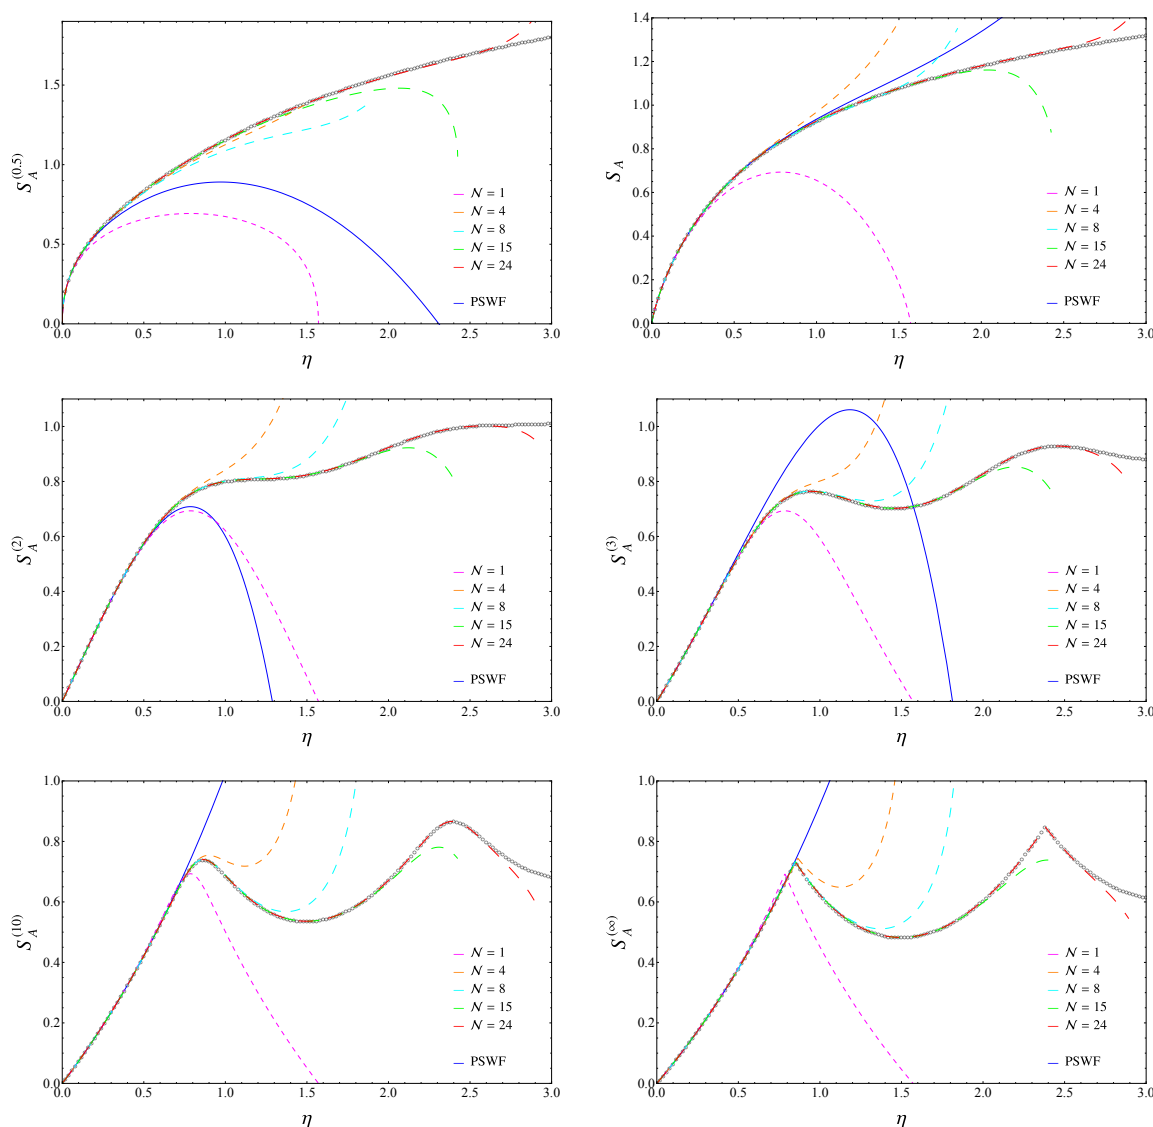 S_A^(0.5)
1.5
1.0
0.5
0.0
0.0 0.5 1.0 1.5 2.0 2.5 3.0
η
N = 1
N = 4
N = 8
N = 15
N = 24
PSWF
S_A
1.4
1.2
1.0
0.8
0.6
0.4
0.2
0.0
0.0 0.5 1.0 1.5 2.0 2.5 3.0
η
N = 1
N = 4
N = 8
N = 15
N = 24
PSWF
S_A^(2)
1.0
0.8
0.6
0.4
0.2
0.0
0.0 0.5 1.0 1.5 2.0 2.5 3.0
η
N = 1
N = 4
N = 8
N = 15
N = 24
PSWF
S_A^(3)
1.0
0.8
0.6
0.4
0.2
0.0
0.0 0.5 1.0 1.5 2.0 2.5 3.0
η
N = 1
N = 4
N = 8
N = 15
N = 24
PSWF
S_A^(10)
1.0
0.8
0.6
0.4
0.2
0.0
0.0 0.5 1.0 1.5 2.0 2.5 3.0
η
N = 1
N = 4
N = 8
N = 15
N = 24
PSWF
S_A^(∞)
1.0
0.8
0.6
0.4
0.2
0.0
0.0 0.5 1.0 1.5 2.0 2.5 3.0
η
N = 1
N = 4
N = 8
N = 15
N = 24
PSWF